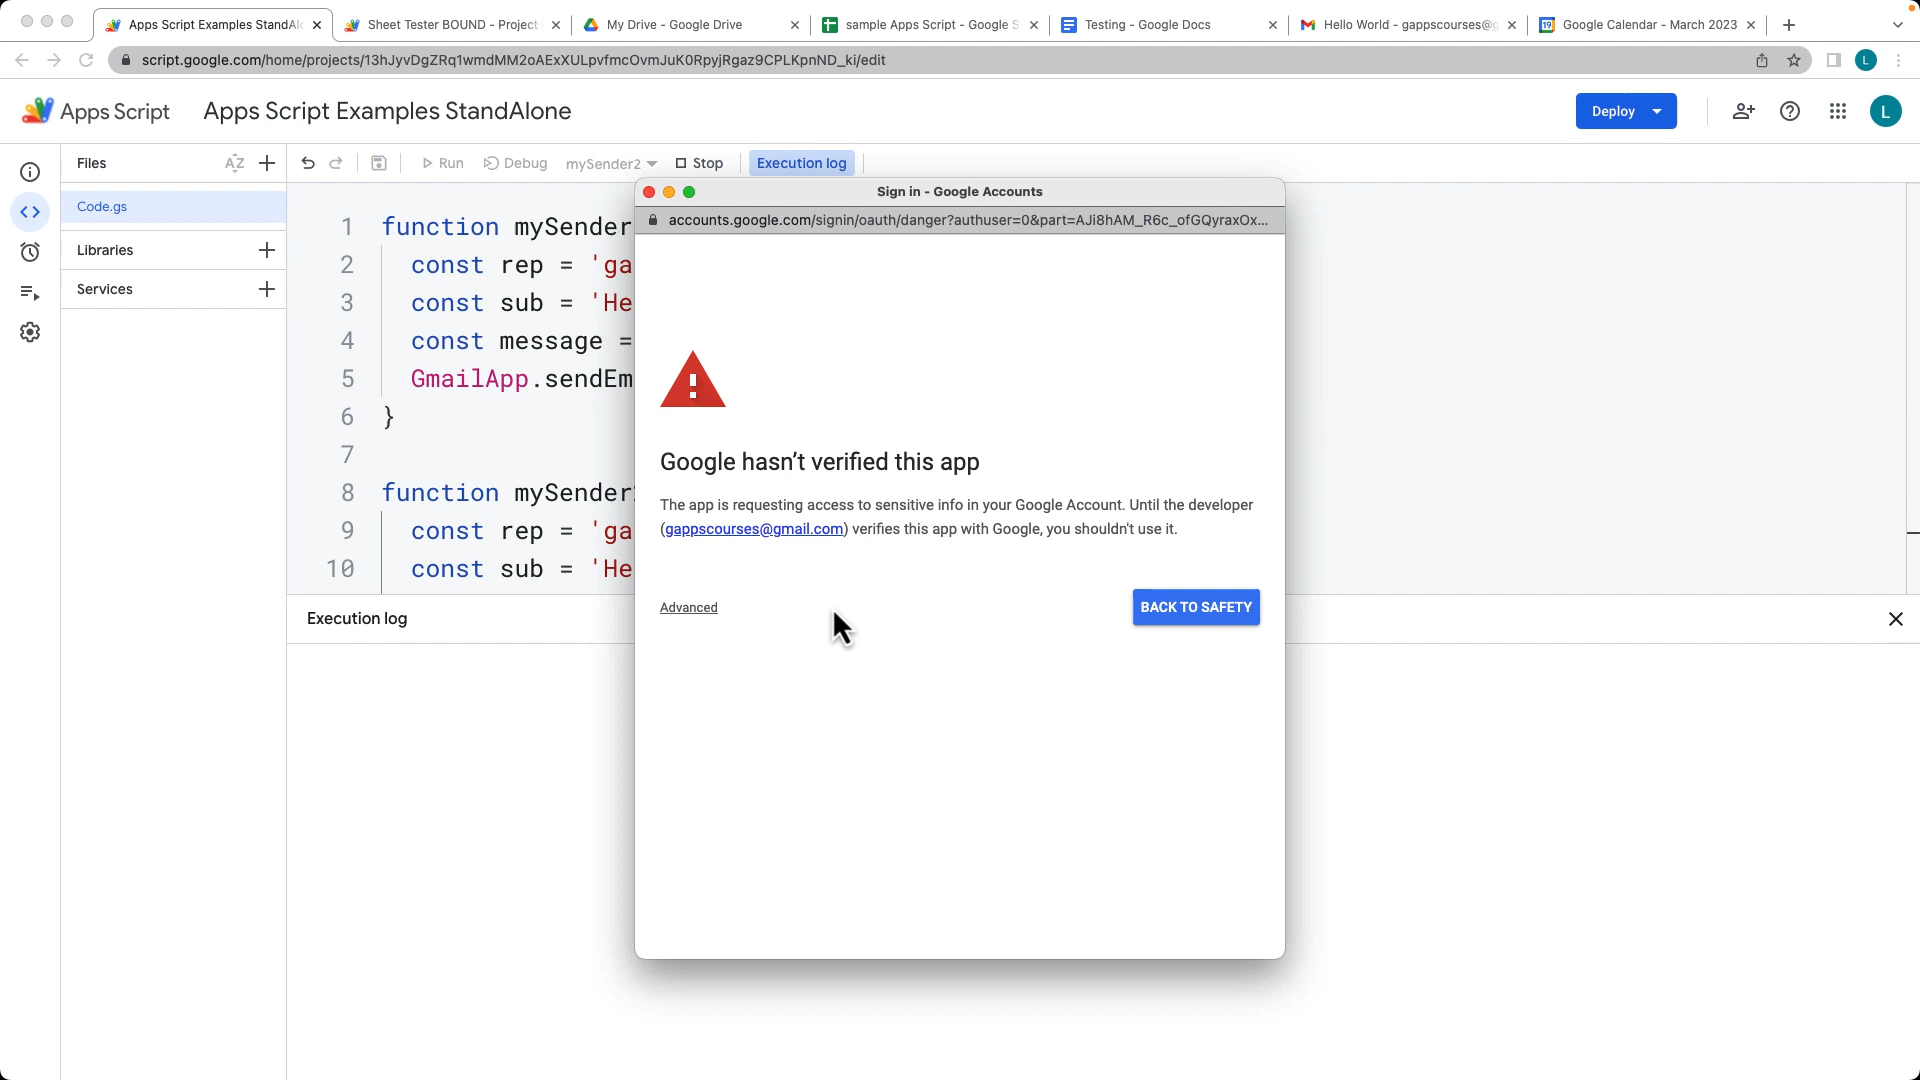 Apps Script Examples StandAl
Sheet Tester BOUND - Project
My Drive - Google Drive
sample Apps Script - Google S
Testing - Google Docs
Hello World - gappscourses@g
19
Google Calendar - March 2023
script.google.com/home/projects/13hJyvDgZRq1wmdMM2oAExXULpvfmcOvmJuK0RpyjRgaz9CPLKpnND_ki/edit
L
Apps Script
Apps Script Examples StandAlone
Deploy
L
Files
AZ
Run
Debug
mySender2
Stop
Execution log
Code.gs
Libraries
Services
1 function mySender
2 const rep = 'ga
3 const sub = 'He
4 const message =
5 GmailApp.sendEm
6 }
7
8 function mySender
9 const rep = 'ga
10 const sub = 'He
Execution log
Sign in - Google Accounts
accounts.google.com/signin/oauth/danger?authuser=0&part=AJi8hAM_R6c_ofGQyraxOx...
Google hasn't verified this app
The app is requesting access to sensitive info in your Google Account. Until the developer
(gappscourses@gmail.com) verifies this app with Google, you shouldn't use it.
Advanced
BACK TO SAFETY